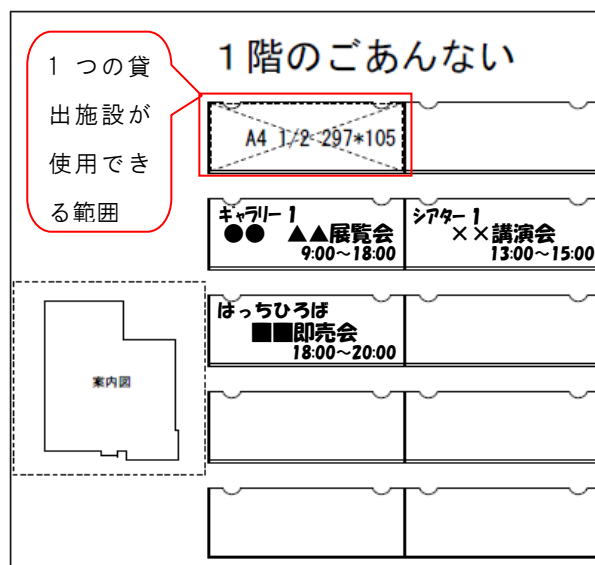 1階のごあんない
1 つの貸
出施設が
使用でき
る範囲
A4 1/2 297*105
ギャラリー1
●● ▲▲展覧会
9:00～18:00
シアター1
××講演会
13:00～15:00
はっちひろば
■■即売会
18:00～20:00
案内図